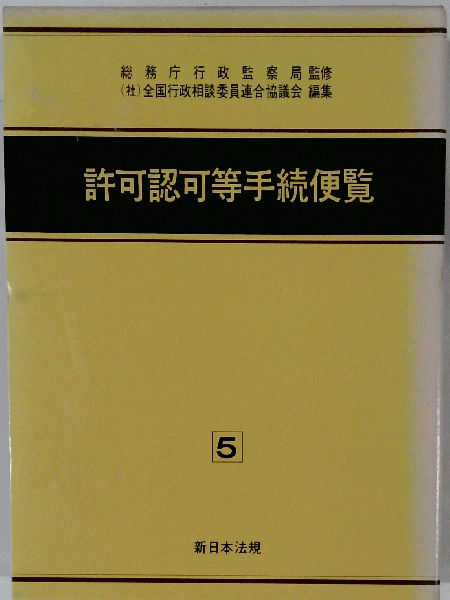 総務庁行政監察局監修
（社）全国行政相談委員連合協議会 編集
許可認可等手続便覧
5
新日本法規